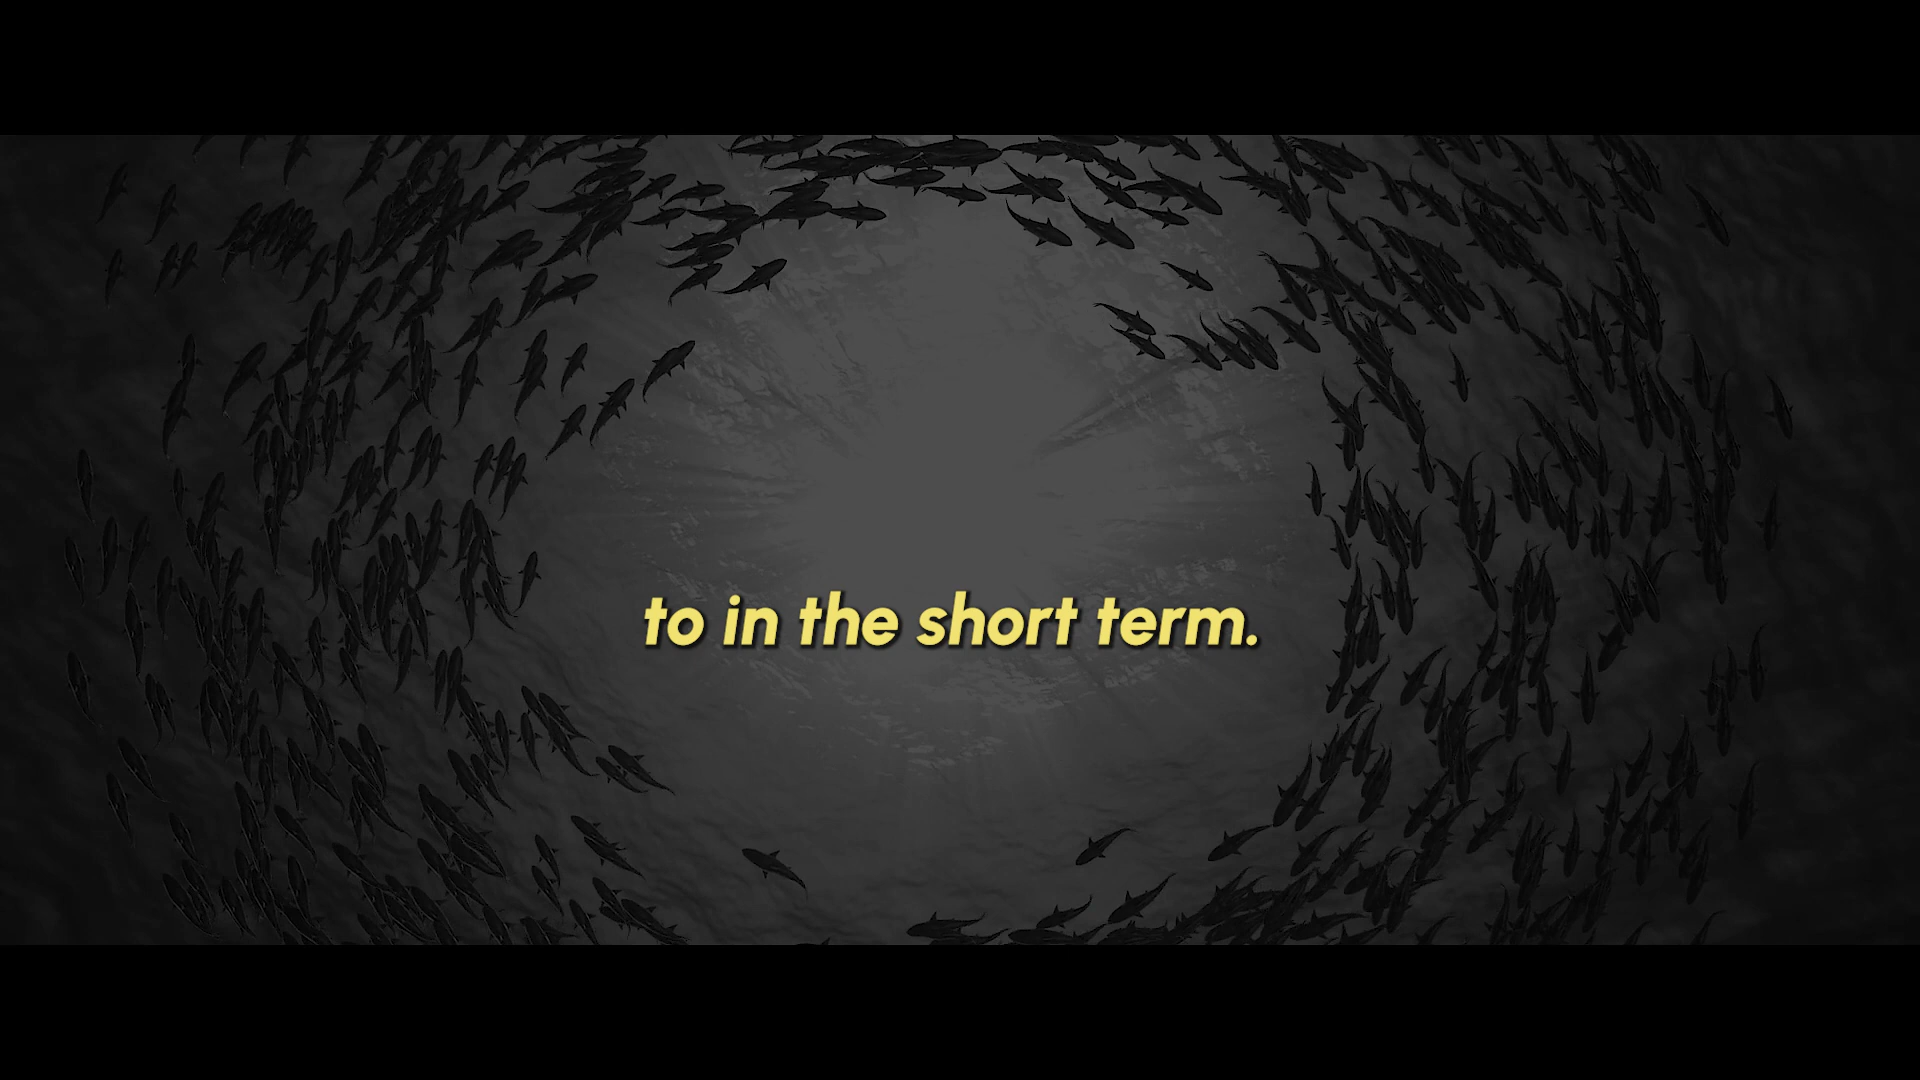 to in the short term.